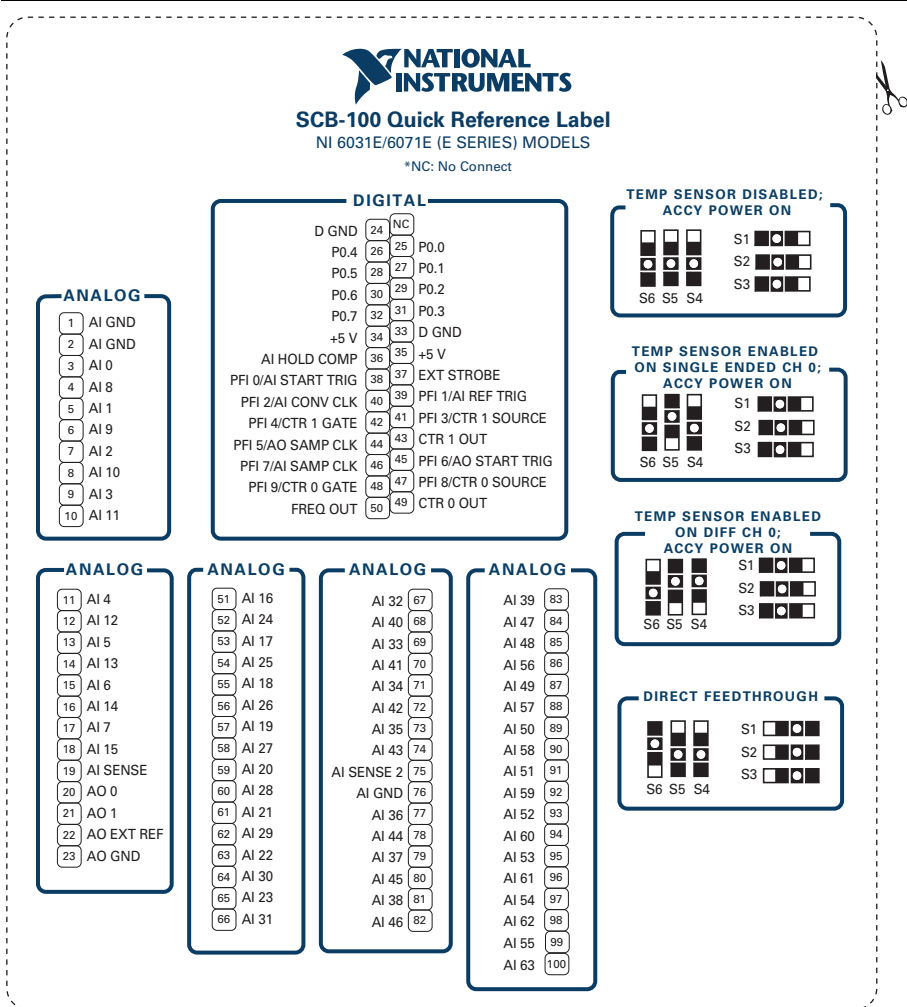 NATIONAL
INSTRUMENTS
SCB-100 Quick Reference Label
NI 6031E/6071E (E SERIES) MODELS
*NC: No Connect
ANALOG
1 AI GND
2 AI GND
3 AI 0
4 AI 8
5 AI 1
6 AI 9
7 AI 2
8 AI 10
9 AI 3
10 AI 11
DIGITAL
NC
D GND 24
25 P0.0
P0.4 26
27 P0.1
P0.5 28
29 P0.2
P0.6 30
31 P0.3
P0.7 32
33 D GND
+5 V 34
35 +5 V
AI HOLD COMP 36
37 EXT STROBE
PFI 0/AI START TRIG 38
39 PFI 1/AI REF TRIG
PFI 2/AI CONV CLK 40
41 PFI 3/CTR 1 SOURCE
PFI 4/CTR 1 GATE 42
43 CTR 1 OUT
PFI 5/AO SAMP CLK 44
45 PFI 6/AO START TRIG
PFI 7/AI SAMP CLK 46
47 PFI 8/CTR 0 SOURCE
PFI 9/CTR 0 GATE 48
49 CTR 0 OUT
FREQ OUT 50
TEMP SENSOR DISABLED;
ACCY POWER ON
S1
S2
S3
S6 S5 S4
TEMP SENSOR ENABLED
ON SINGLE ENDED CH 0;
ACCY POWER ON
S1
S2
S3
S6 S5 S4
TEMP SENSOR ENABLED
ON DIFF CH 0;
ACCY POWER ON
S1
S2
S3
S6 S5 S4
DIRECT FEEDTHROUGH
S1
S2
S3
S6 S5 S4
ANALOG
11 AI 4
12 AI 12
13 AI 5
14 AI 13
15 AI 6
16 AI 14
17 AI 7
18 AI 15
19 AI SENSE
20 AO 0
21 AO 1
22 AO EXT REF
23 AO GND
ANALOG
51 AI 16
52 AI 24
53 AI 17
54 AI 25
55 AI 18
56 AI 26
57 AI 19
58 AI 27
59 AI 20
60 AI 28
61 AI 21
62 AI 29
63 AI 22
64 AI 30
65 AI 23
66 AI 31
ANALOG
AI 32 67
AI 40 68
AI 33 69
AI 41 70
AI 34 71
AI 42 72
AI 35 73
AI 43 74
AI SENSE 2 75
AI GND 76
AI 36 77
AI 44 78
AI 37 79
AI 45 80
AI 38 81
AI 46 82
ANALOG
AI 39 83
AI 47 84
AI 48 85
AI 56 86
AI 49 87
AI 57 88
AI 50 89
AI 58 90
AI 51 91
AI 59 92
AI 52 93
AI 60 94
AI 53 95
AI 61 96
AI 54 97
AI 62 98
AI 55 99
AI 63 100